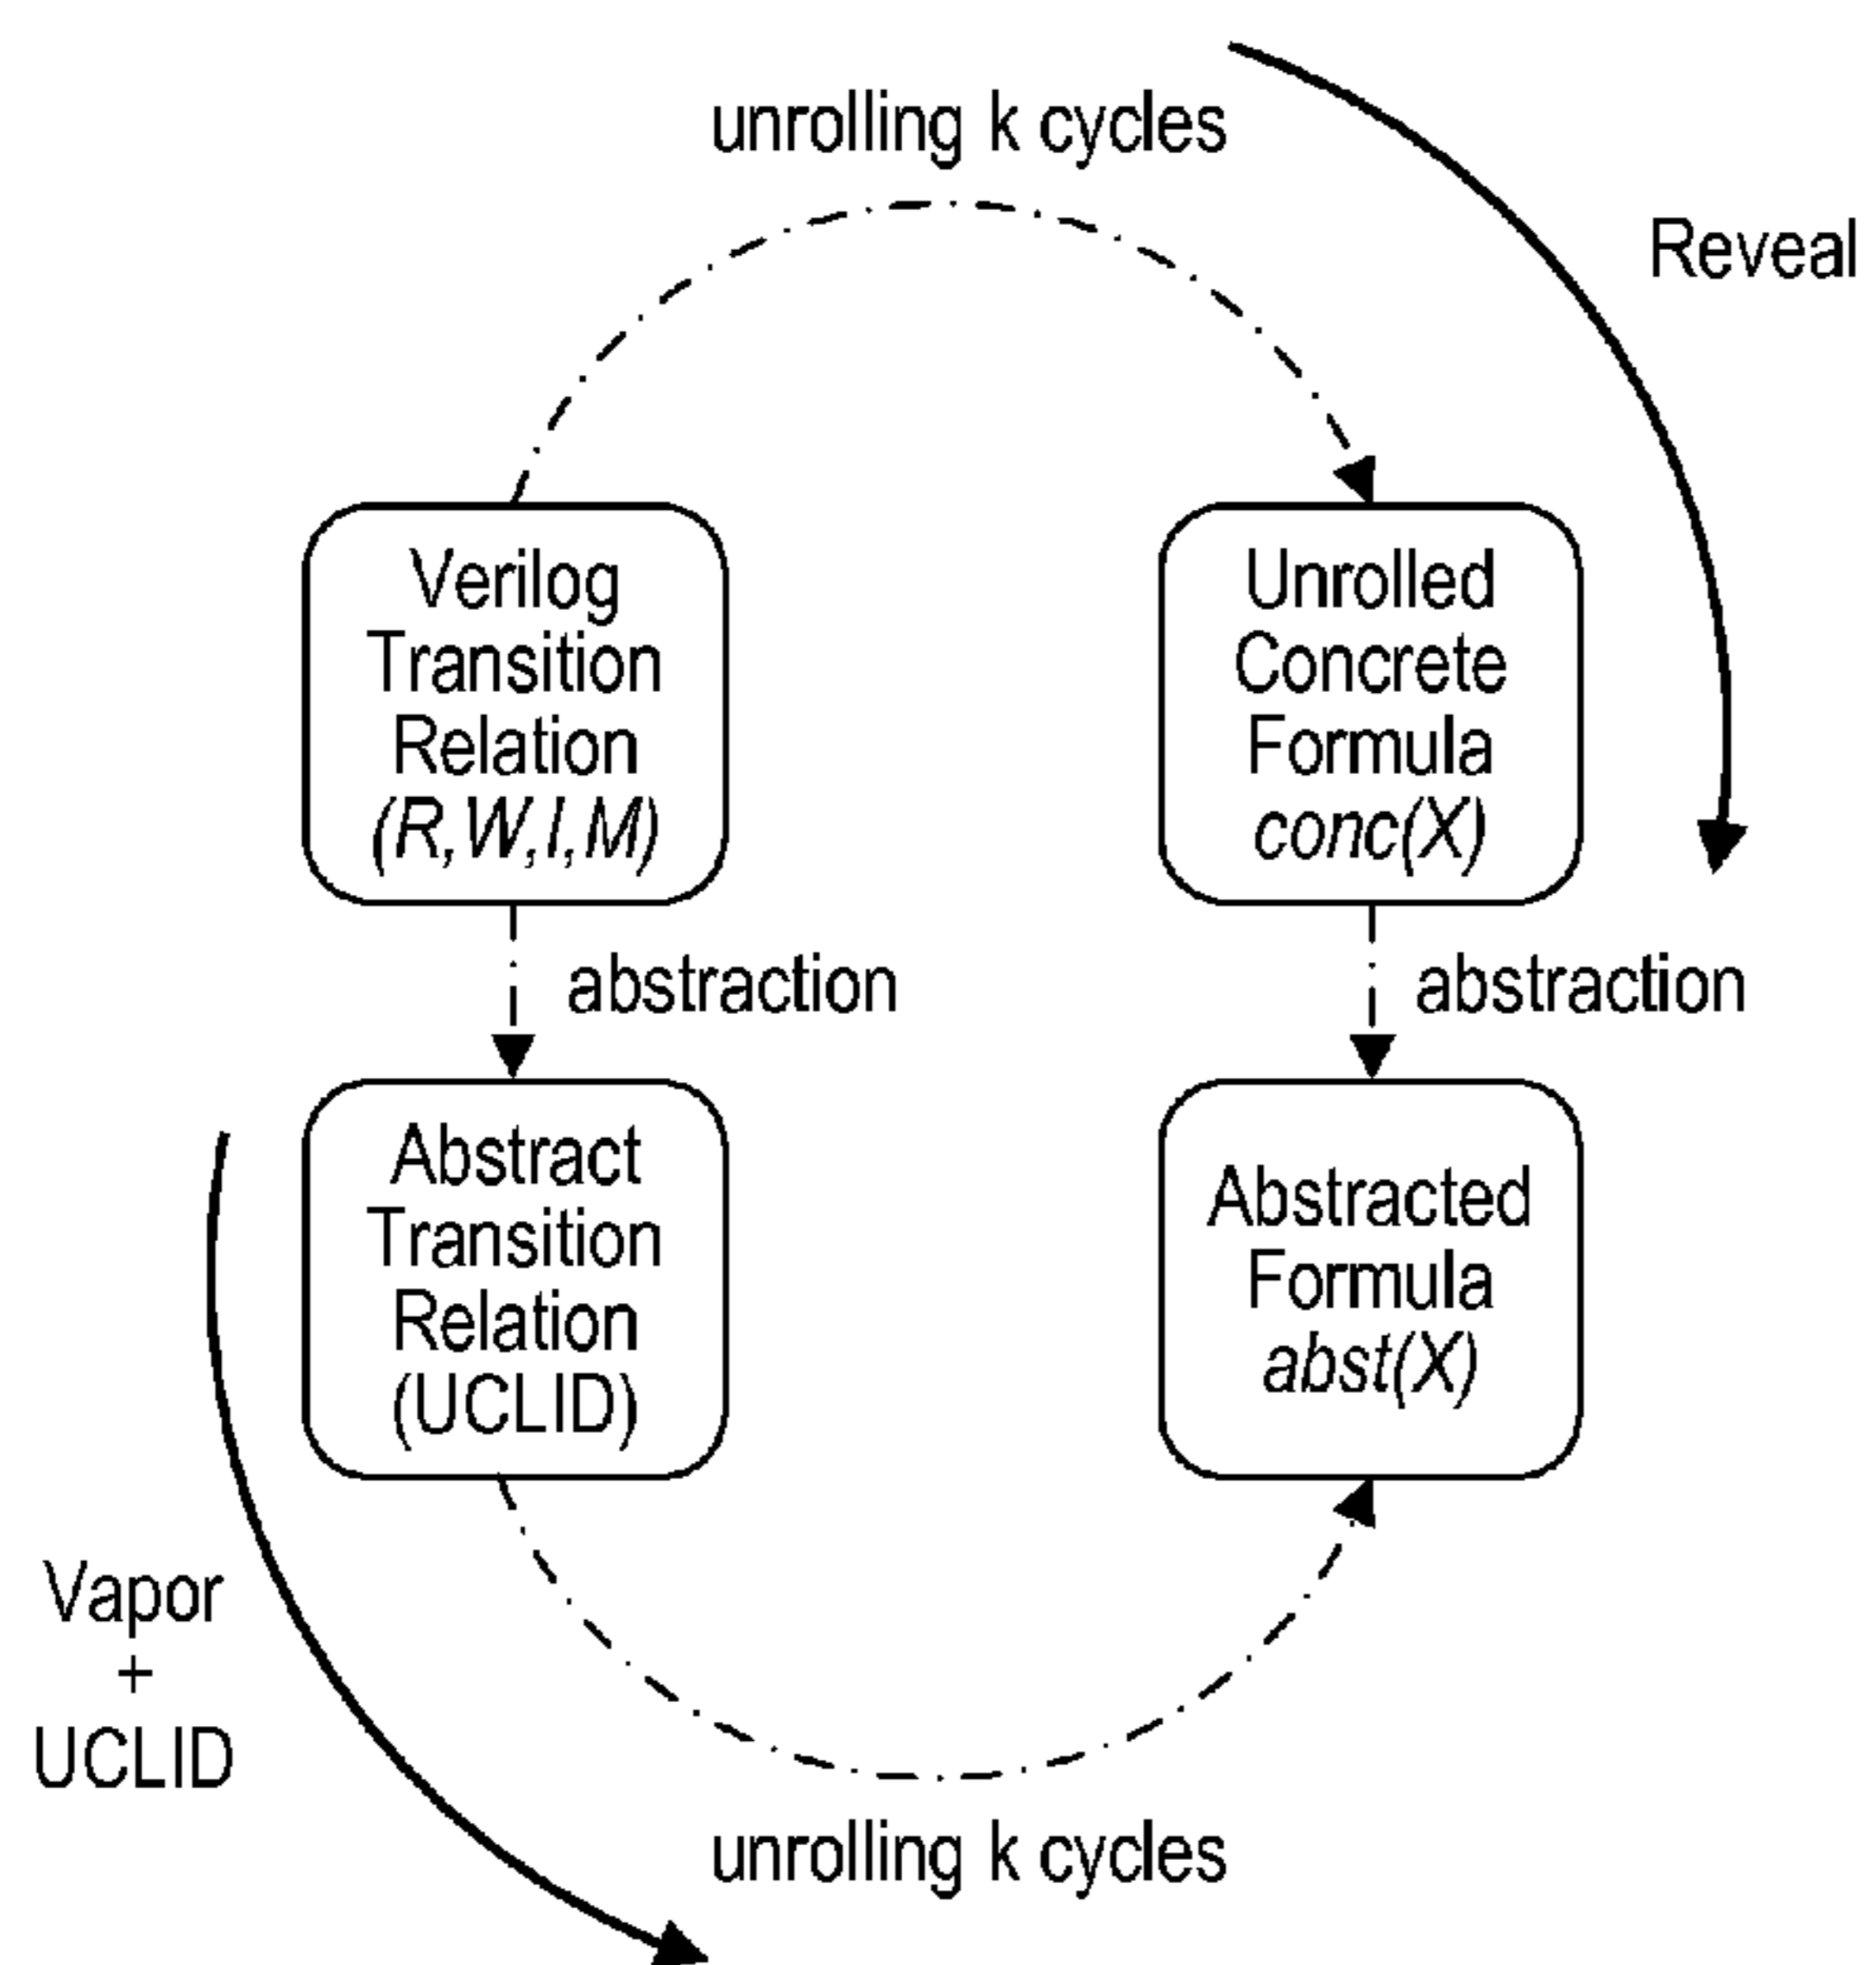 unrolling k cycles
Reveal
Verilog
Transition
Relation
(R,W,I,M)
Unrolled
Concrete
Formula
conc(X)
abstraction
abstraction
Abstract
Transition
Relation
(UCLID)
Abstracted
Formula
abst(X)
Vapor
+
UCLID
unrolling k cycles